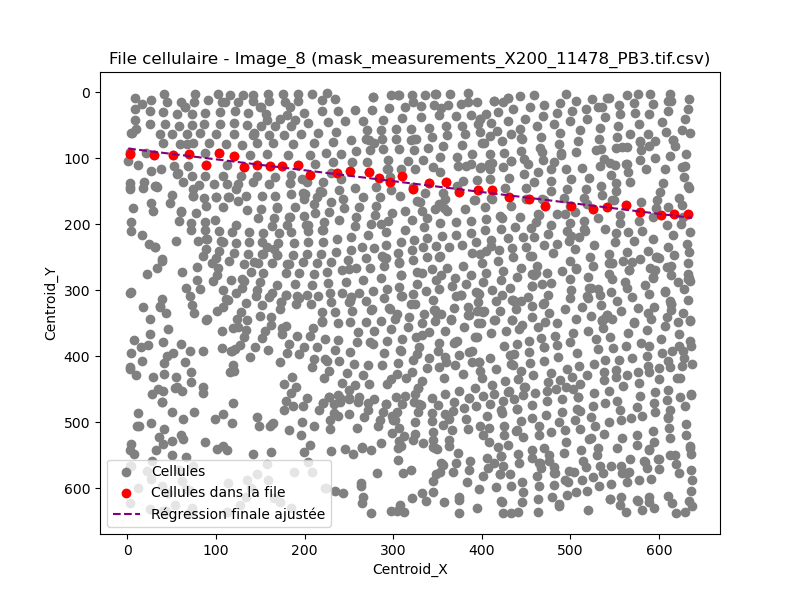 File cellulaire - Image_8 (mask_measurements_X200_11478_PB3.tif.csv)
0
100
200
300
400
500
600
Centroid_Y
Cellules
Cellules dans la file
Régression finale ajustée
0 100 200 300 400 500 600
Centroid_X